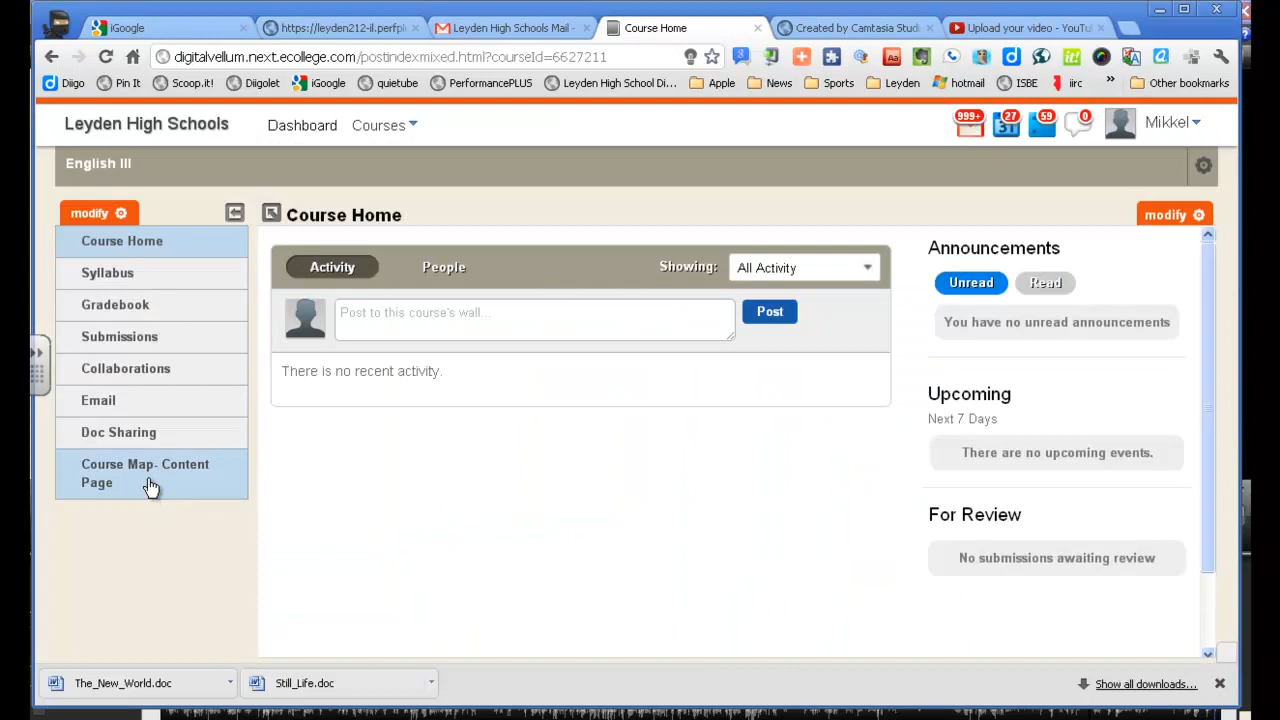 iGoogle
https://leyden212-il.perfplu
Leyden High Schools Mail -
Course Home
Created by Camtasia Studi
Upload your video - YouTu
digitalvellum.next.ecollege.com/pistindexmixed.html?courseId=6627211
Diigo
Pin It
Scoop.it!
Diigolet
iGoogle
quietube
PerformancePLUS
Leyden High School Di...
Apple
News
Sports
Leyden
hotmail
ISBE
iirc
Other bookmarks
Leyden High Schools
Dashboard
Courses
999+
27
31
59
0
Mikkel
English III
modify
Course Home
modify
Course Home
Syllabus
Gradebook
Submissions
Collaborations
Email
Doc Sharing
Course Map- Content
Page
Activity
People
Showing:
All Activity
Post to this course's wall...
Post
There is no recent activity.
Announcements
Unread
Read
You have no unread announcements
Upcoming
Next 7 Days
There are no upcoming events.
For Review
No submissions awaiting review
The_New_World.doc
Still_Life.doc
Show all downloads...